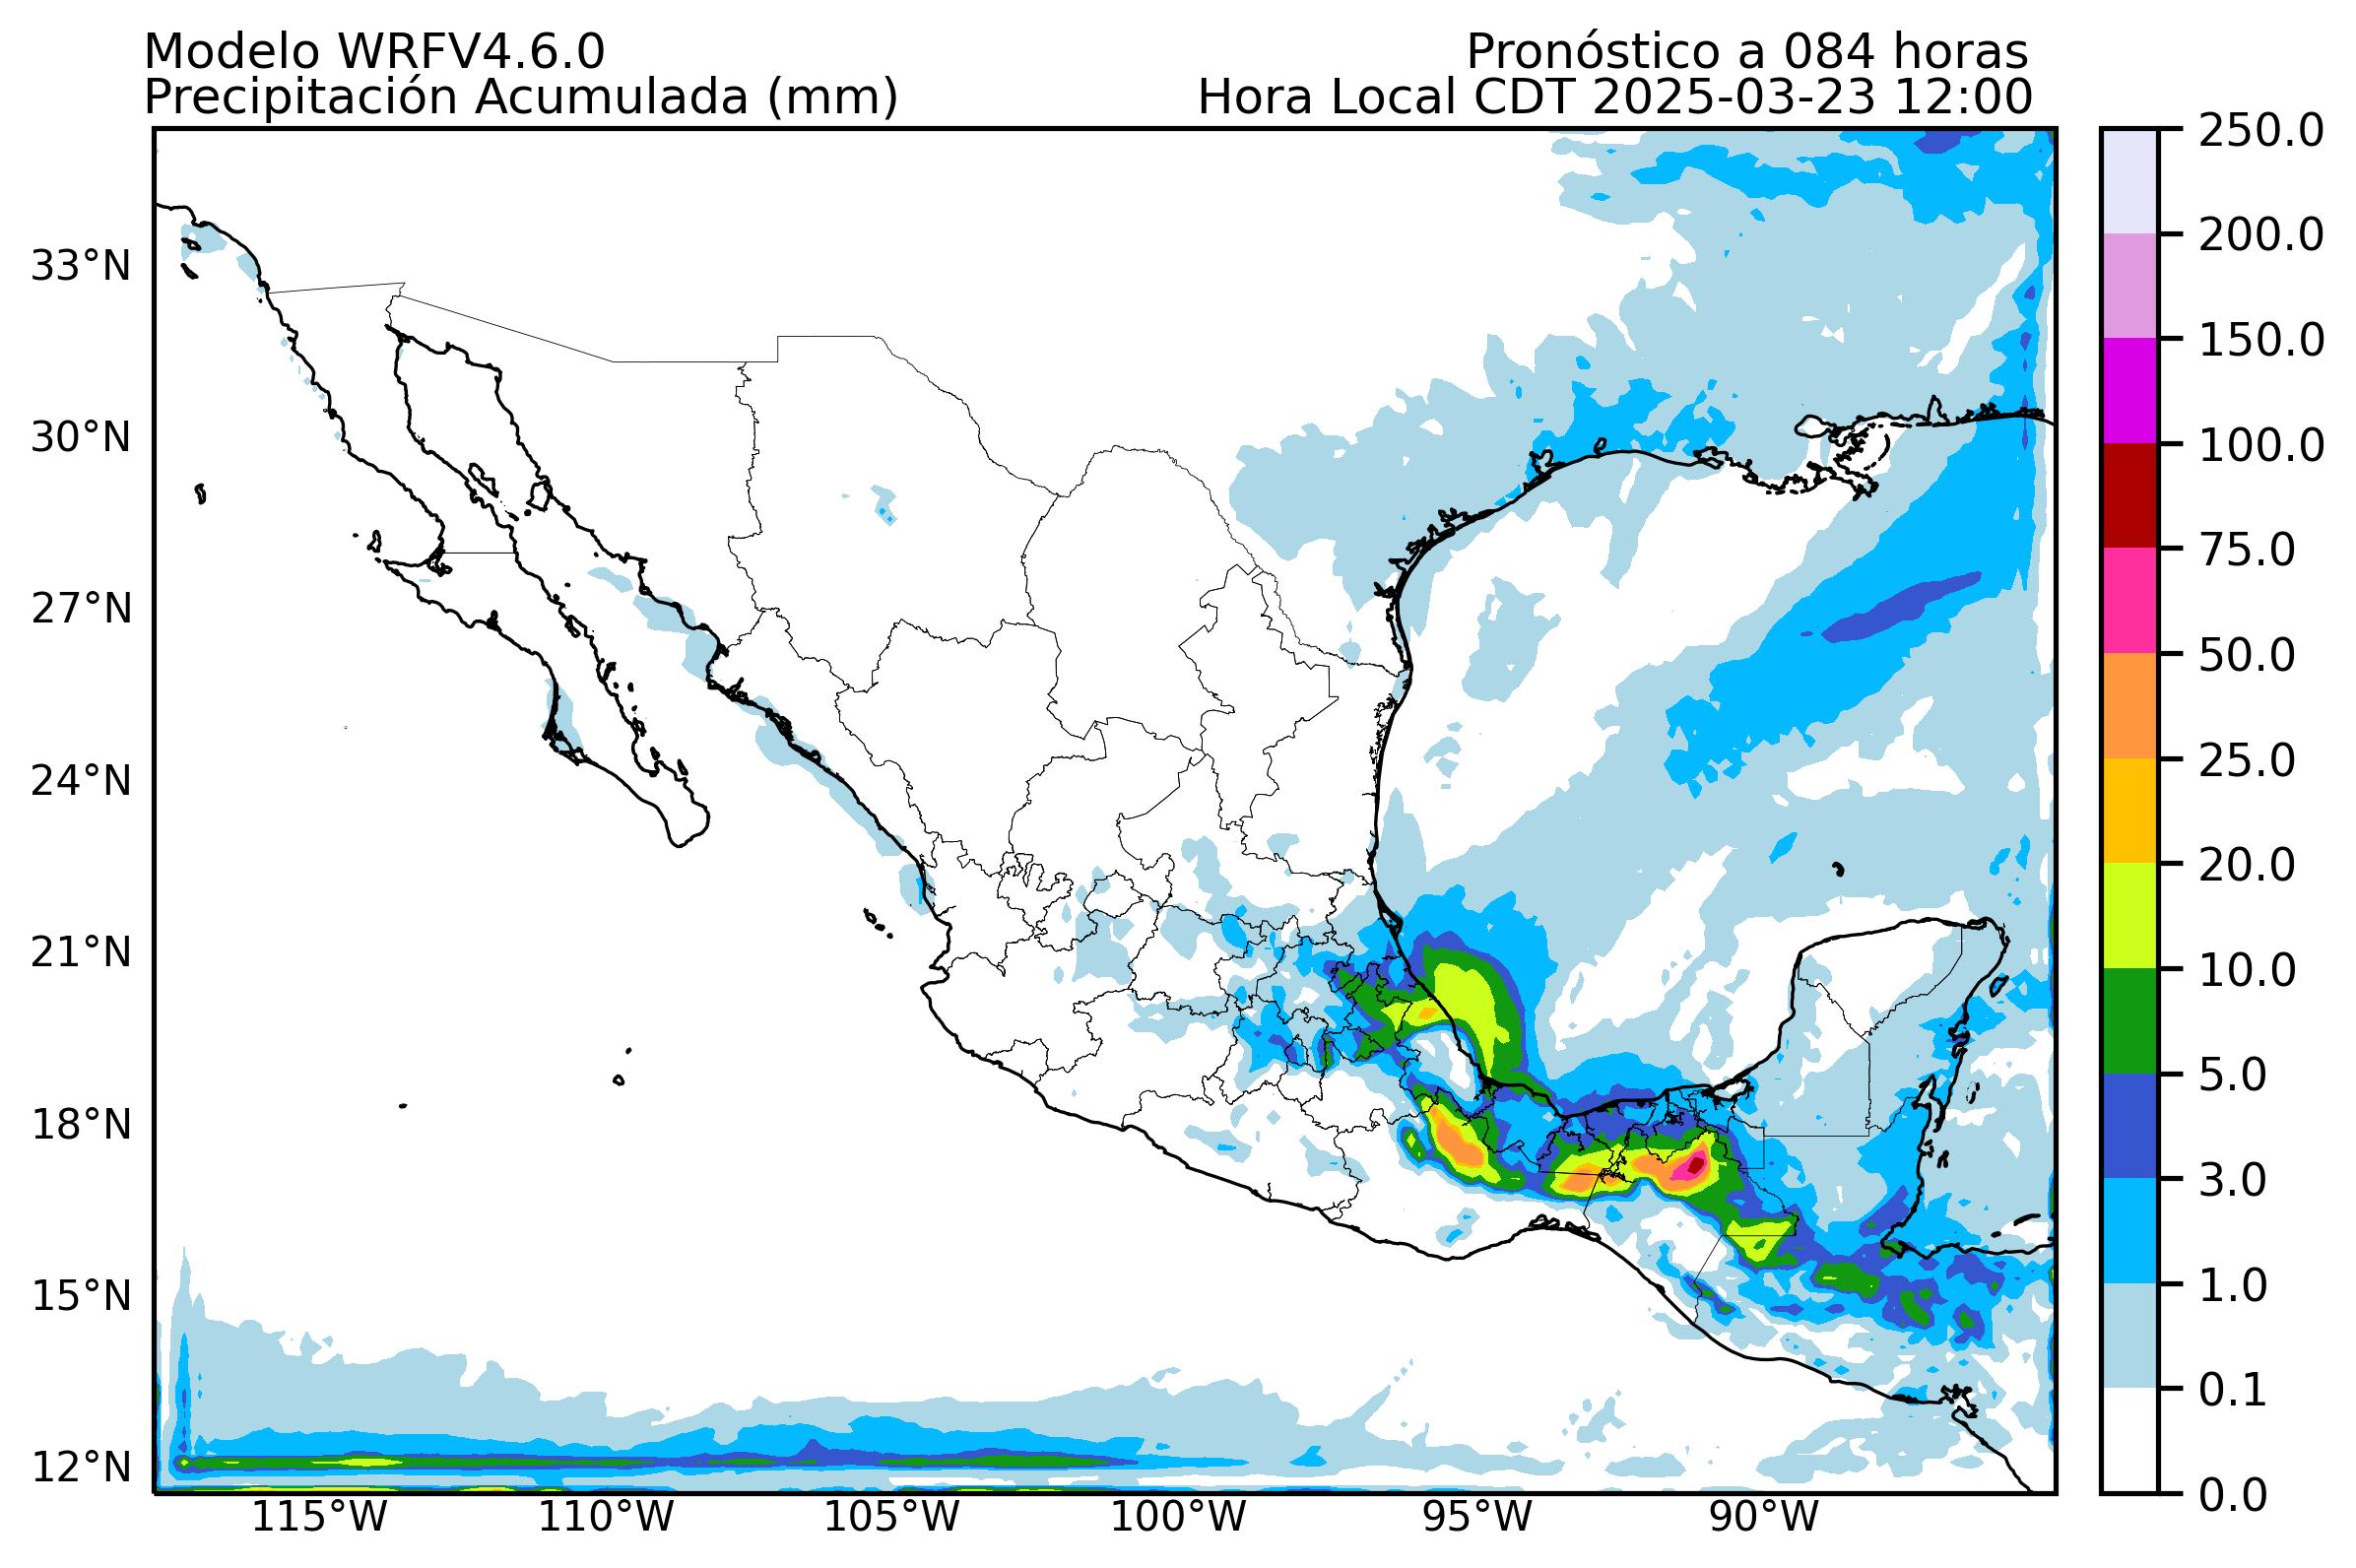 Modelo WRFV4.6.0
Pronóstico a 084 horas
Precipitación Acumulada (mm)
Hora Local CDT 2025-03-23 12:00
33°N
30°N
27°N
24°N
21°N
18°N
15°N
12°N
115°W
110°W
105°W
100°W
95°W
90°W
250.0
200.0
150.0
100.0
75.0
50.0
25.0
20.0
10.0
5.0
3.0
1.0
0.1
0.0